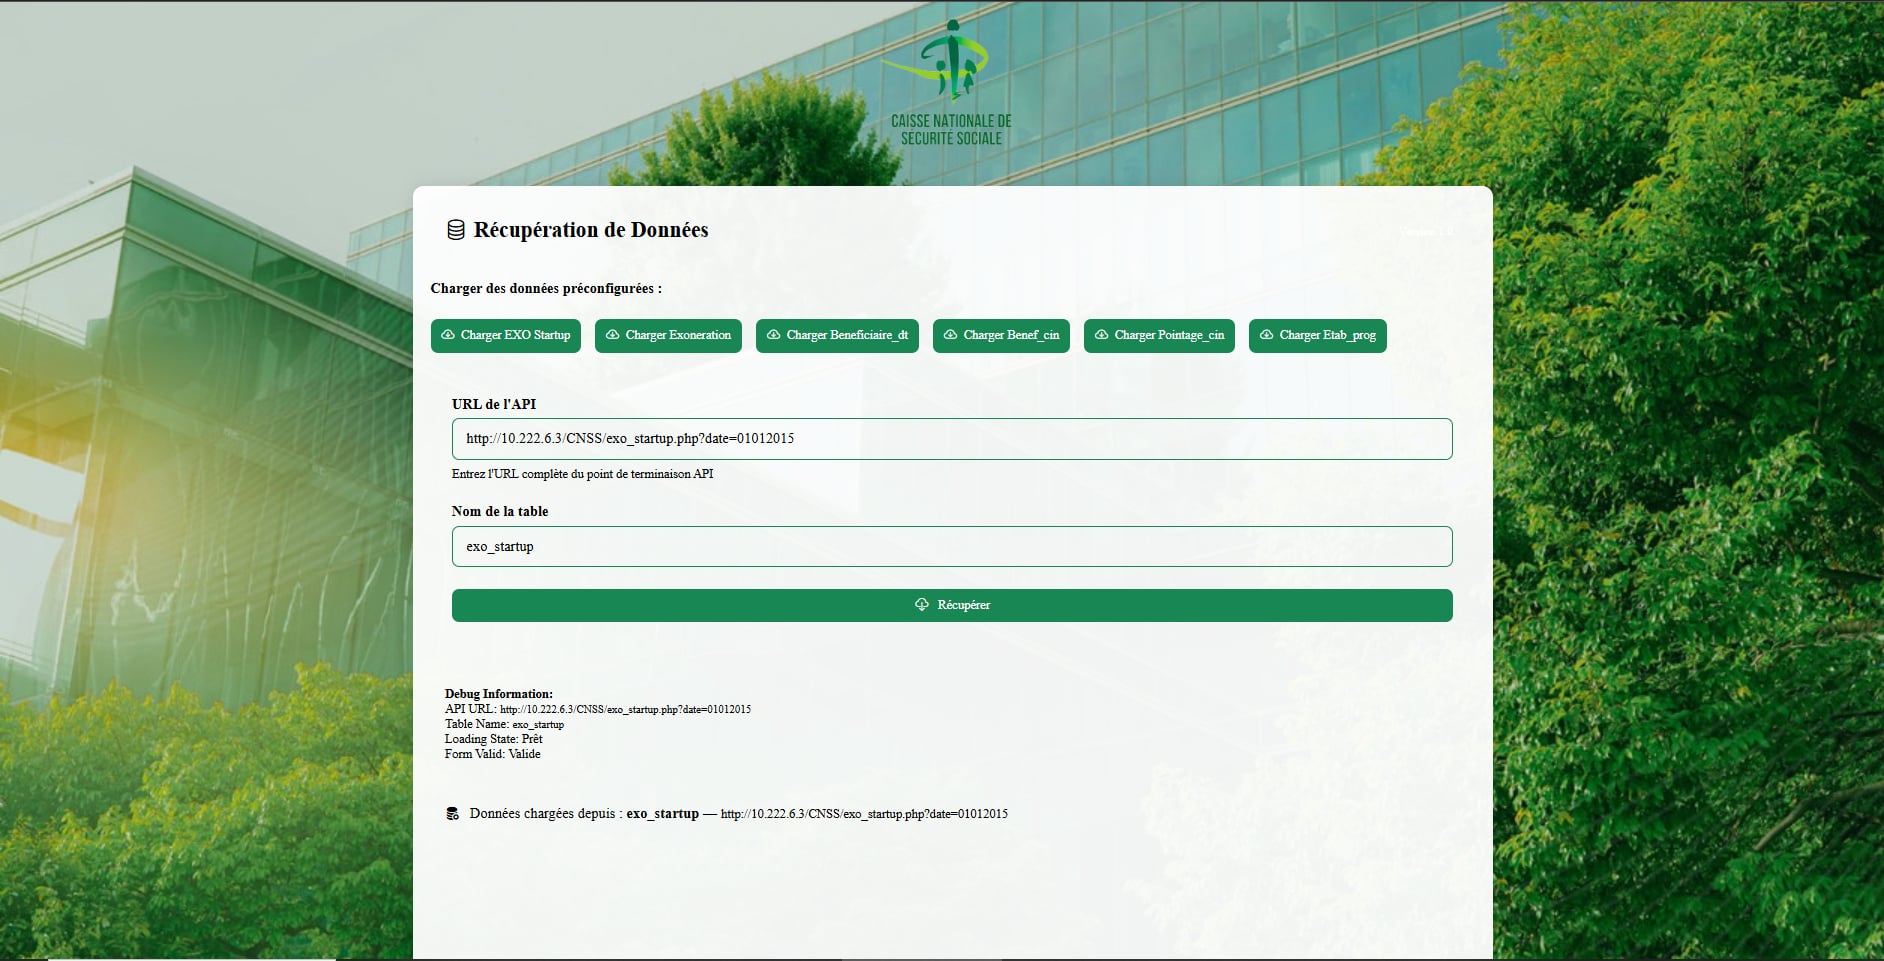 CAISSE NATIONALE DE
SÉCURITÉ SOCIALE
Récupération de Données
Version 1.0
Charger des données préconfigurées :
Charger EXO Startup
Charger Exoneration
Charger Beneficiaire_dt
Charger Benef_cin
Charger Pointage_cin
Charger Etab_prog
URL de l'API
http://10.222.6.3/CNSS/exo_startup.php?date=01012015
Entrez l'URL complète du point de terminaison API
Nom de la table
exo_startup
Récupérer
Debug Information:
API URL: http://10.222.6.3/CNSS/exo_startup.php?date=01012015
Table Name: exo_startup
Loading State: Prêt
Form Valid: Valide
Données chargées depuis : exo_startup — http://10.222.6.3/CNSS/exo_startup.php?date=01012015